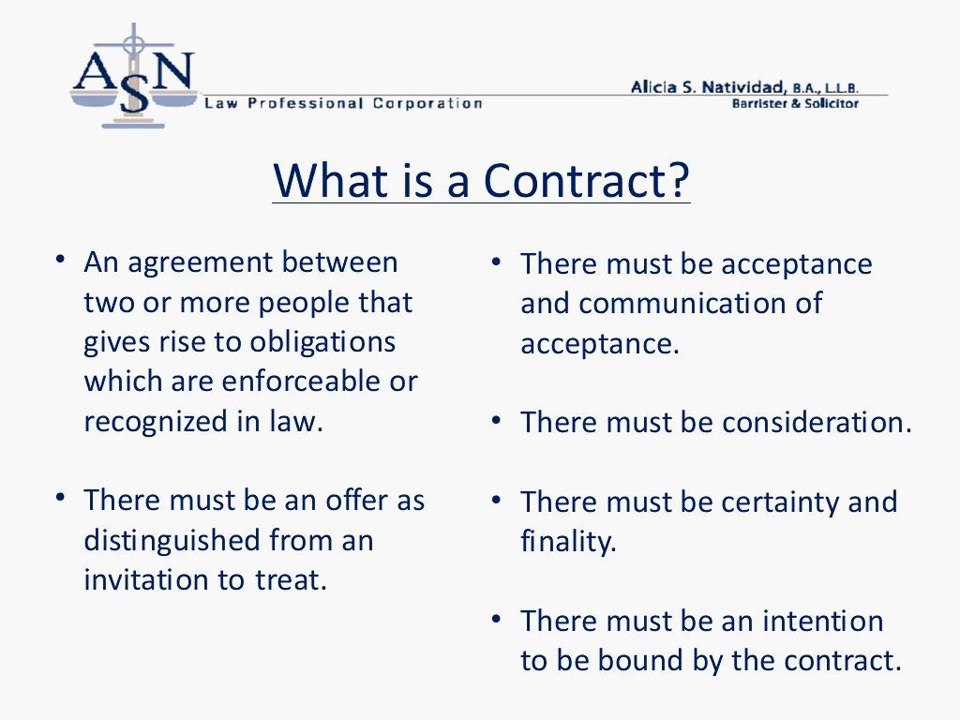 ASN
Law Professional Corporation
Alicia S. Natividad, B.A., L.L.B.
Barrister & Solicitor
What is a Contract?
• An agreement between
two or more people that
gives rise to obligations
which are enforceable or
recognized in law.
• There must be an offer as
distinguished from an
invitation to treat.
• There must be acceptance
and communication of
acceptance.
• There must be consideration.
• There must be certainty and
finality.
• There must be an intention
to be bound by the contract.